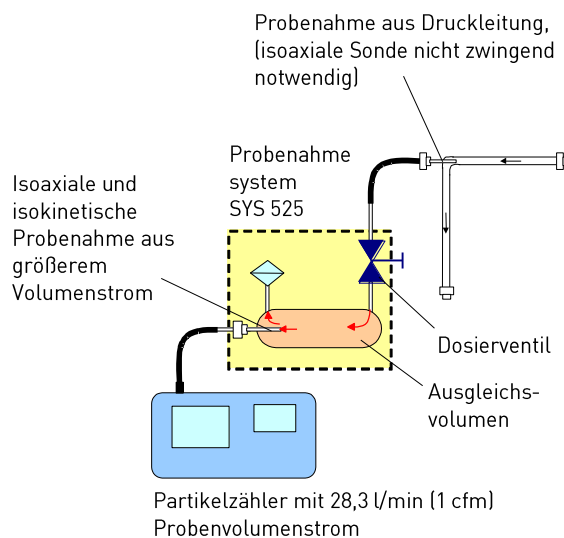 Probenahme aus Druckleitung,
(isoaxiale Sonde nicht zwingend
notwendig)
Probenahme
system
SYS 525
Isoaxiale und
isokinetische
Probenahme aus
größerem
Volumenstrom
Dosierventil
Ausgleichs-
volumen
Partikelzähler mit 28,3 l/min (1 cfm)
Probenvolumenstrom